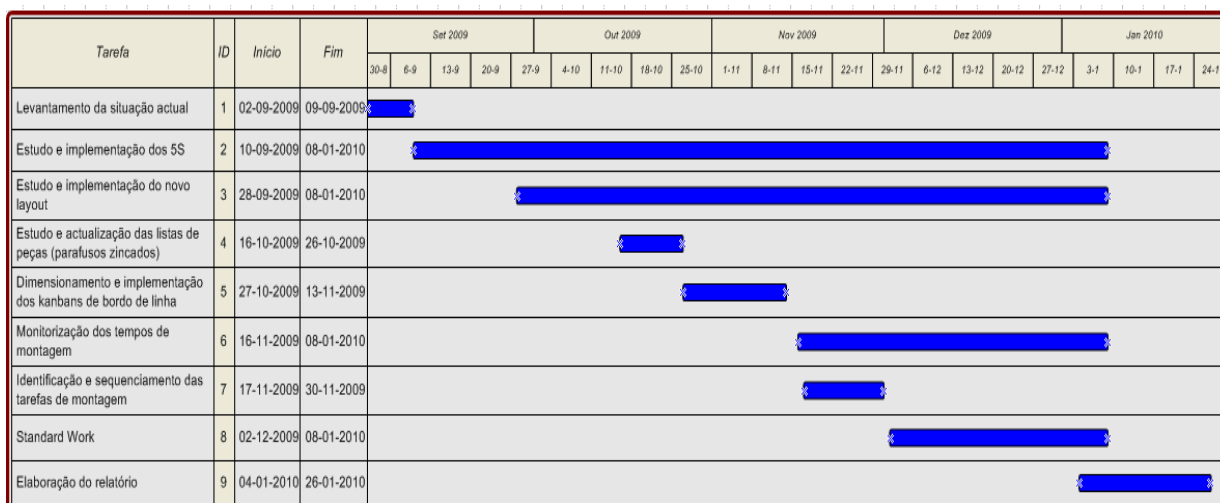 Tarefa ID Início Fim Set 2009 Out 2009 Nov 2009 Dez 2009 Jan 2010
30-8 6-9 13-9 20-9 27-9 4-10 11-10 18-10 25-10 1-11 8-11 15-11 22-11 29-11 6-12 13-12 20-12 27-12 3-1 10-1 17-1 24-1
Levantamento da situação actual 1 02-09-2009 09-09-2009
Estudo e implementação dos 5S 2 10-09-2009 08-01-2010
Estudo e implementação do novo
layout 3 28-09-2009 08-01-2010
Estudo e actualização das listas de
peças (parafusos zincados) 4 16-10-2009 26-10-2009
Dimensionamento e implementação
dos kanbans de bordo de linha 5 27-10-2009 13-11-2009
Monitorização dos tempos de
montagem 6 16-11-2009 08-01-2010
Identificação e sequenciamento das
tarefas de montagem 7 17-11-2009 30-11-2009
Standard Work 8 02-12-2009 08-01-2010
Elaboração do relatório 9 04-01-2010 26-01-2010